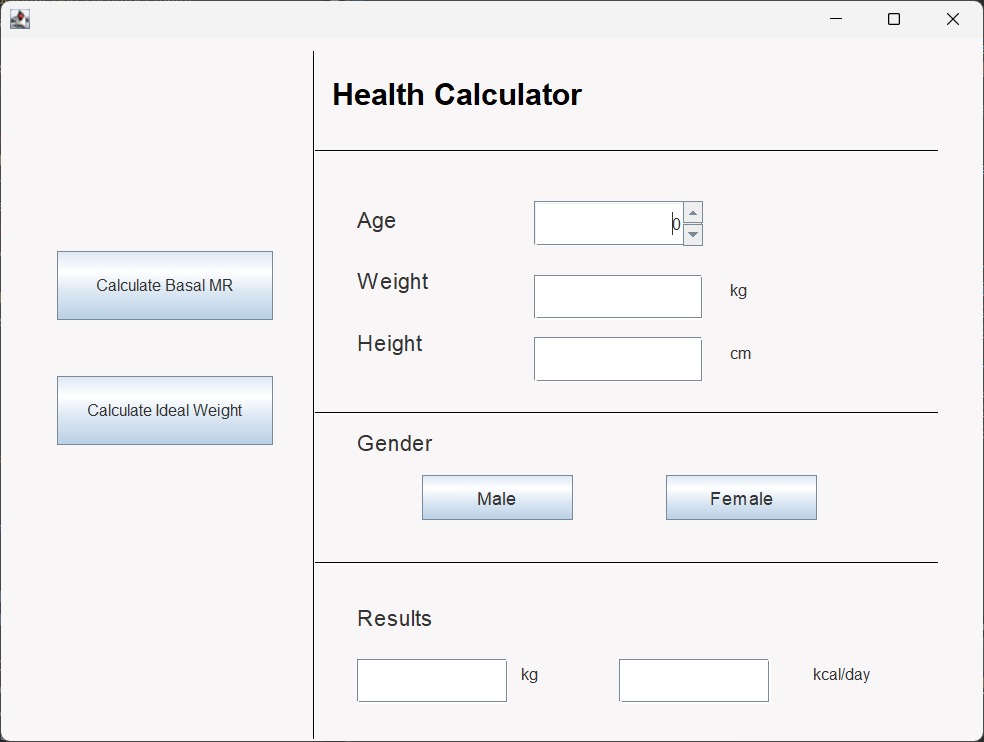 Health Calculator
Age
0
Weight
kg
Height
cm
Calculate Basal MR
Calculate Ideal Weight
Gender
Male
Female
Results
kg
kcal/day